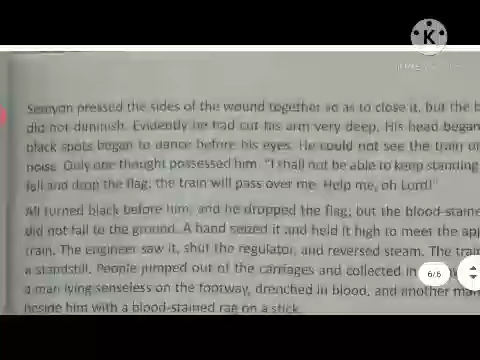 K
Semyon pressed the sides of the wound together so as to close it, but the b
did not diminish. Evidently he had cut his arm very deep. His head began
black spots began to dance before his eyes. He could not see the train or
noise. Only one thought possessed him. "I shall not be able to keep standing
fall and drop the flag; the train will pass over me. Help me, oh Lord!"
All turned black before him, and he dropped the flag; but the blood-staine
did not fall to the ground. A hand seized it and held it high to meet the app
train. The engineer saw it, shut the regulator, and reversed steam. The train
a standstill. People jumped out of the carriages and collected in
a man lying senseless on the footway, drenched in blood, and another man
beside him with a blood-stained rag on a stick.
6/6